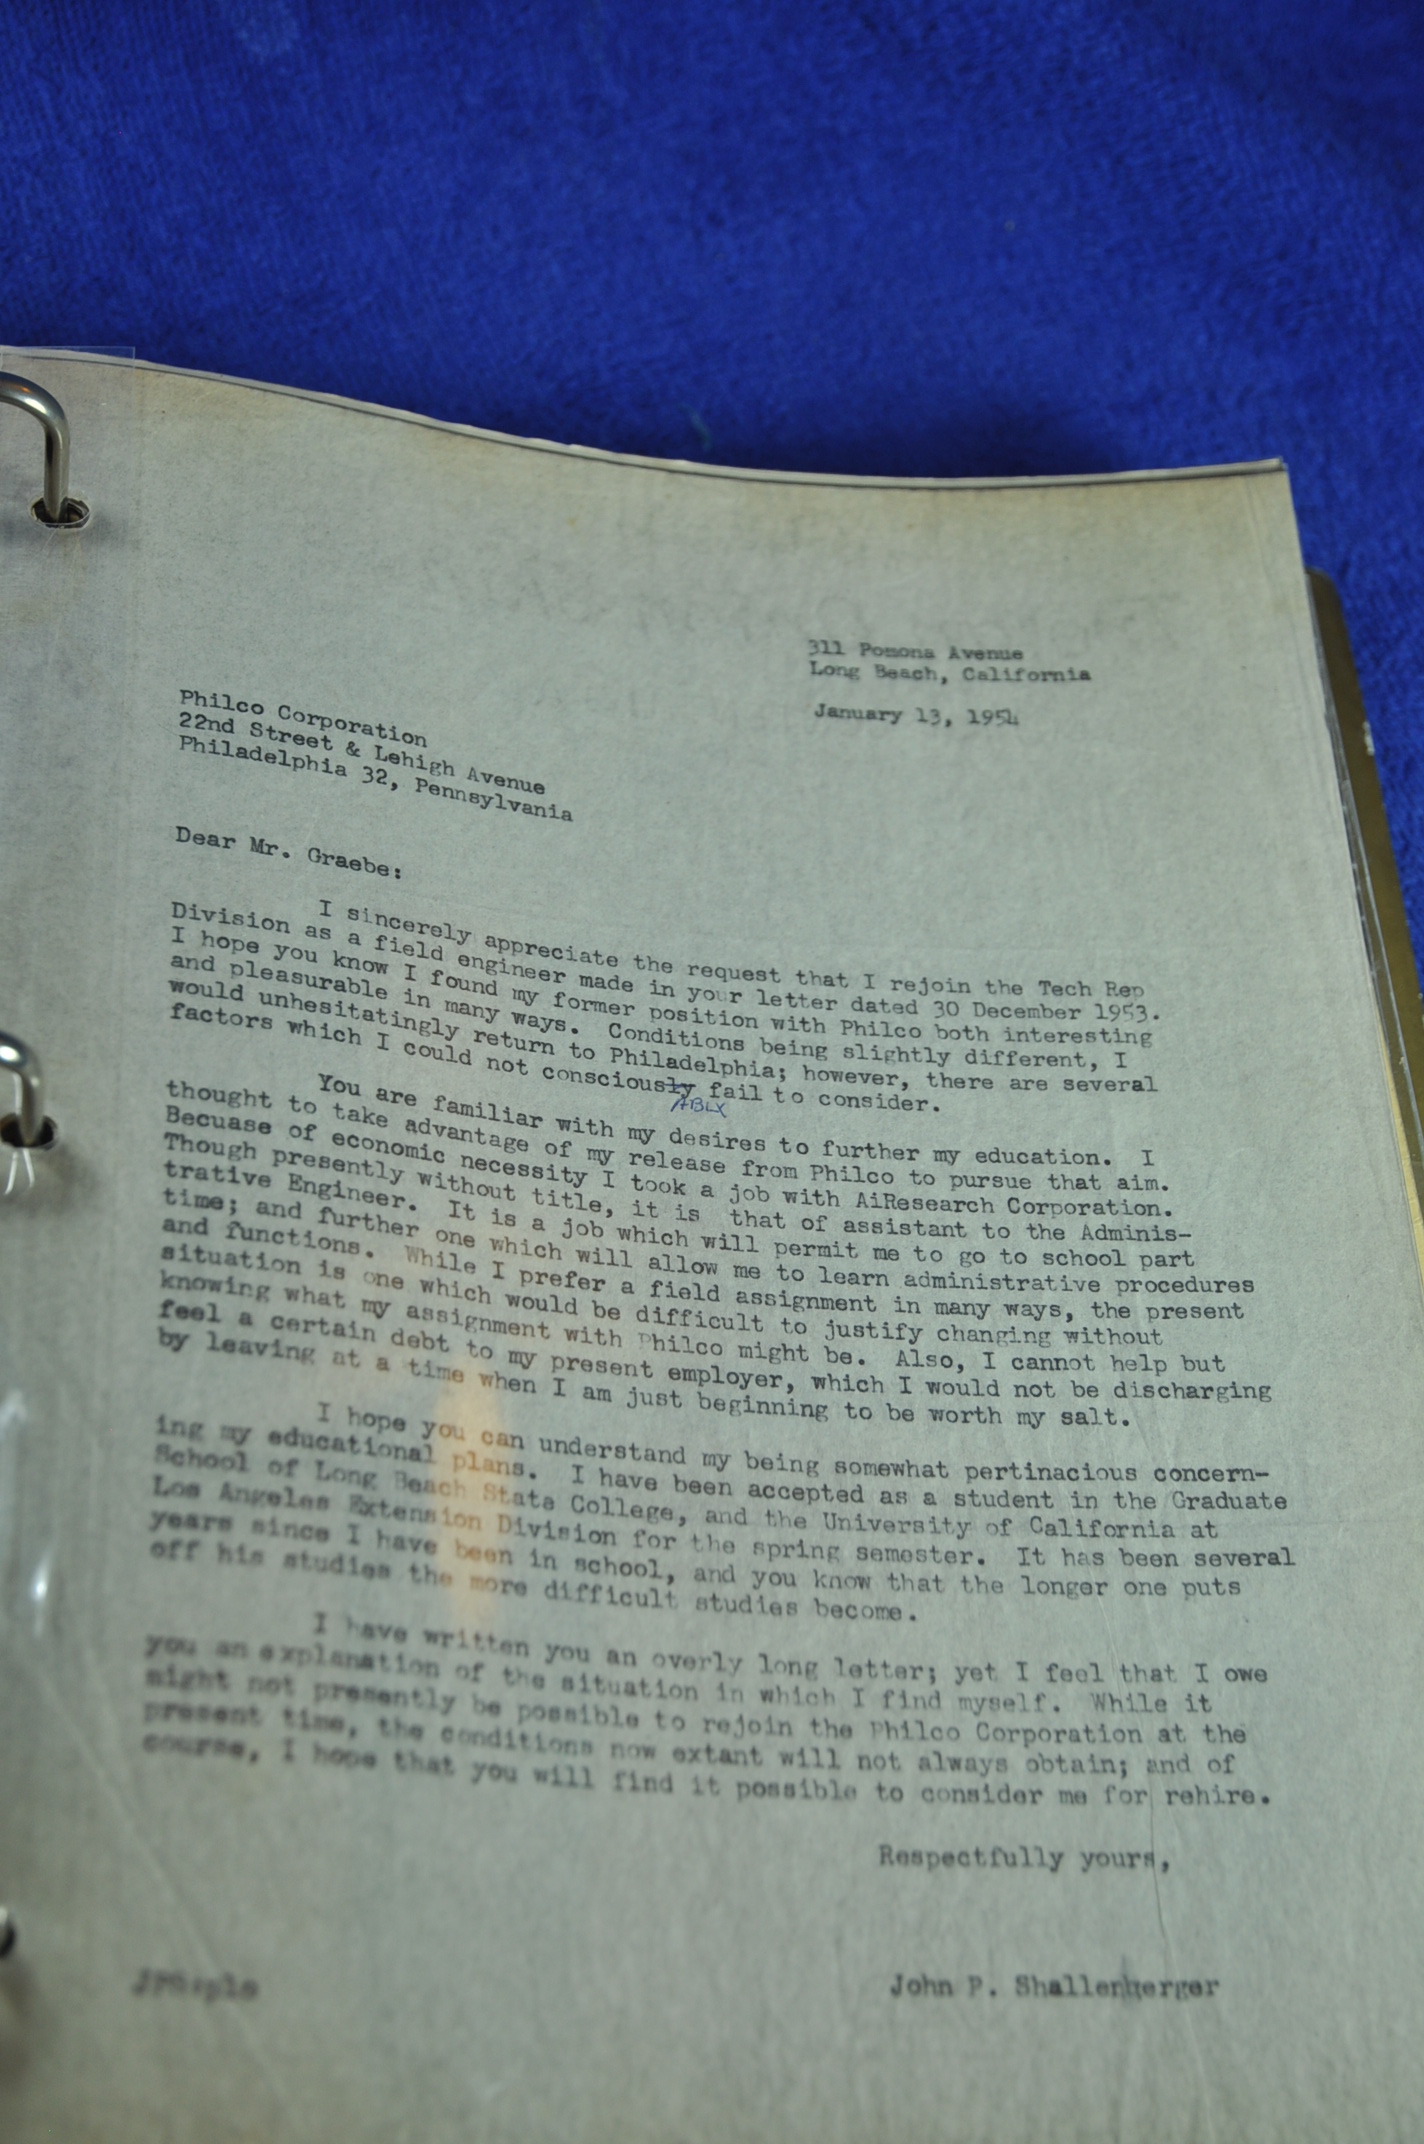 311 Pomona Avenue
Long Beach, California
January 13, 1954
Philco Corporation
22nd Street & Lehigh Avenue
Philadelphia 32, Pennsylvania
Dear Mr. Graebe:
I sincerely appreciate the request that I rejoin the Tech Rep
Division as a field engineer made in your letter dated 30 December 1953.
I hope you know I found my former position with Philco both interesting
and pleasurable in many ways. Conditions being slightly different, I
would unhesitatingly return to Philadelphia; however, there are several
factors which I could not consciously fail to consider.
ABLY
You are familiar with my desires to further my education. I
thought to take advantage of my release from Philco to pursue that aim.
Becuase of economic necessity I took a job with AiResearch Corporation.
Though presently without title, it is that of assistant to the Adminis-
trative Engineer. It is a job which will permit me to go to school part
time; and further one which will allow me to learn administrative procedures
and functions. While I prefer a field assignment in many ways, the present
situation is one which would be difficult to justify changing without
knowing what my assignment with Philco might be. Also, I cannot help but
feel a certain debt to my present employer, which I would not be discharging
by leaving at a time when I am just beginning to be worth my salt.
I hope you can understand my being somewhat pertinacious concern-
ing my educational plans. I have been accepted as a student in the Graduate
School of Long Beach State College, and the University of California at
Los Angeles Extension Division for the spring semester. It has been several
years since I have been in school, and you know that the longer one puts
off his studies the more difficult studies become.
I have written you an overly long letter; yet I feel that I owe
you an explanation of the situation in which I find myself. While it
might not presently be possible to rejoin the Philco Corporation at the
present time, the conditions now extant will not always obtain; and of
course, I hope that you will find it possible to consider me for rehire.
Respectfully yours,
John P. Shallenberger